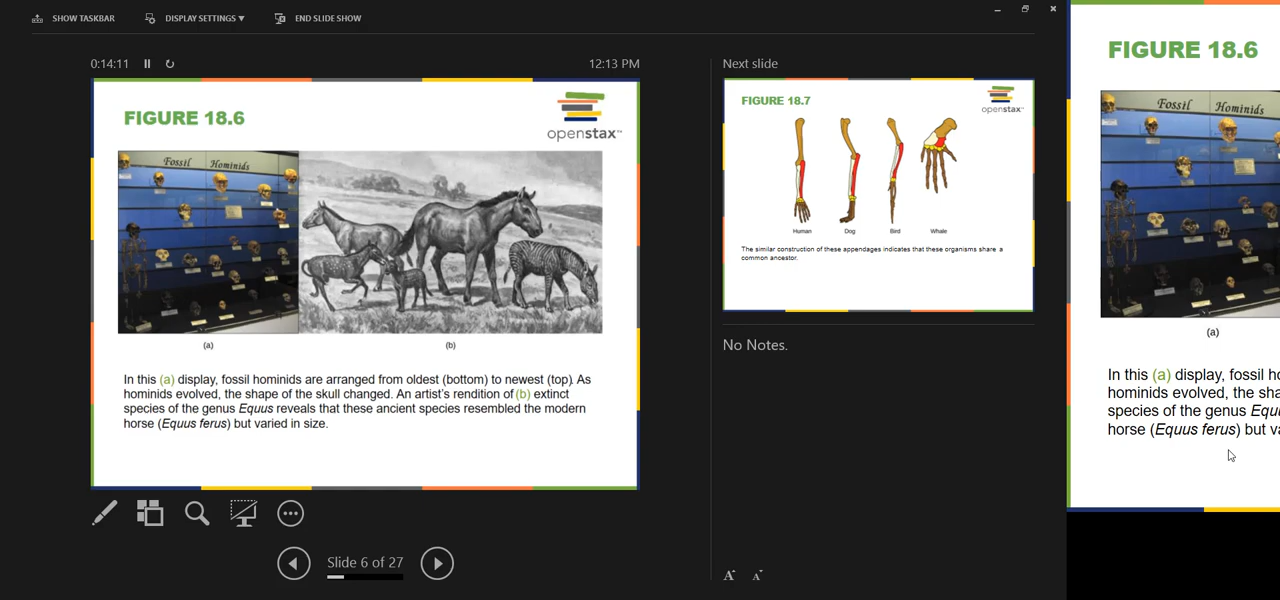 SHOW TASKBAR
DISPLAY SETTINGS ▼
END SLIDE SHOW
0:14:11
12:13 PM
FIGURE 18.6
openstax™
Fossil Hominids
(a)
(b)
In this (a) display, fossil hominids are arranged from oldest (bottom) to newest (top). As
hominids evolved, the shape of the skull changed. An artist's rendition of (b) extinct
species of the genus Equus reveals that these ancient species resembled the modern
horse (Equus ferus) but varied in size.
Slide 6 of 27
Next slide
FIGURE 18.7
openstax™
Human
Dog
Bird
Whale
The similar construction of these appendages indicates that these organisms share a
common ancestor.
No Notes.
A A
FIGURE 18.6
Fossil Hominids
(a)
In this (a) display, fossil ho
hominids evolved, the sha
species of the genus Equ
horse (Equus ferus) but va